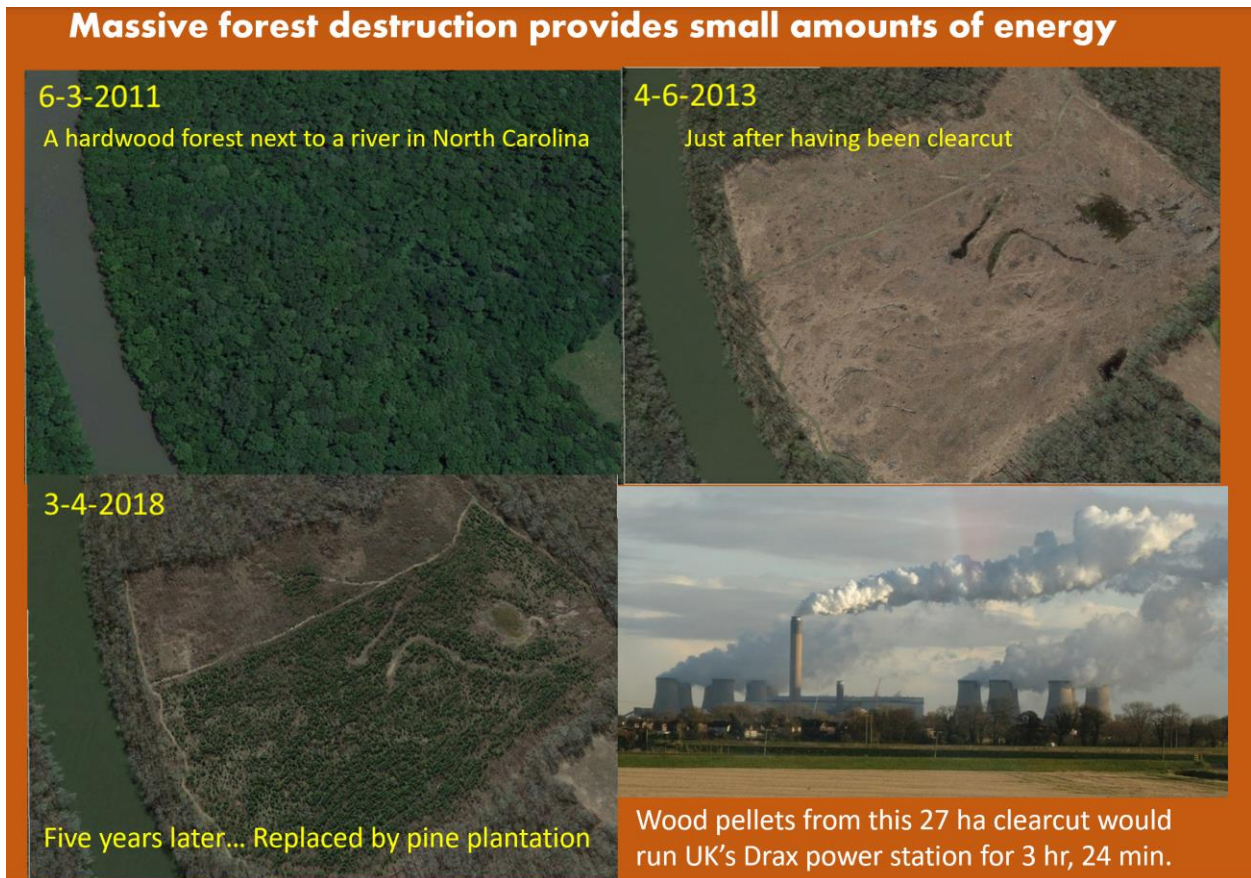 Massive forest destruction provides small amounts of energy
6-3-2011
A hardwood forest next to a river in North Carolina
4-6-2013
Just after having been clearcut
3-4-2018
Five years later... Replaced by pine plantation
Wood pellets from this 27 ha clearcut would
run UK's Drax power station for 3 hr, 24 min.